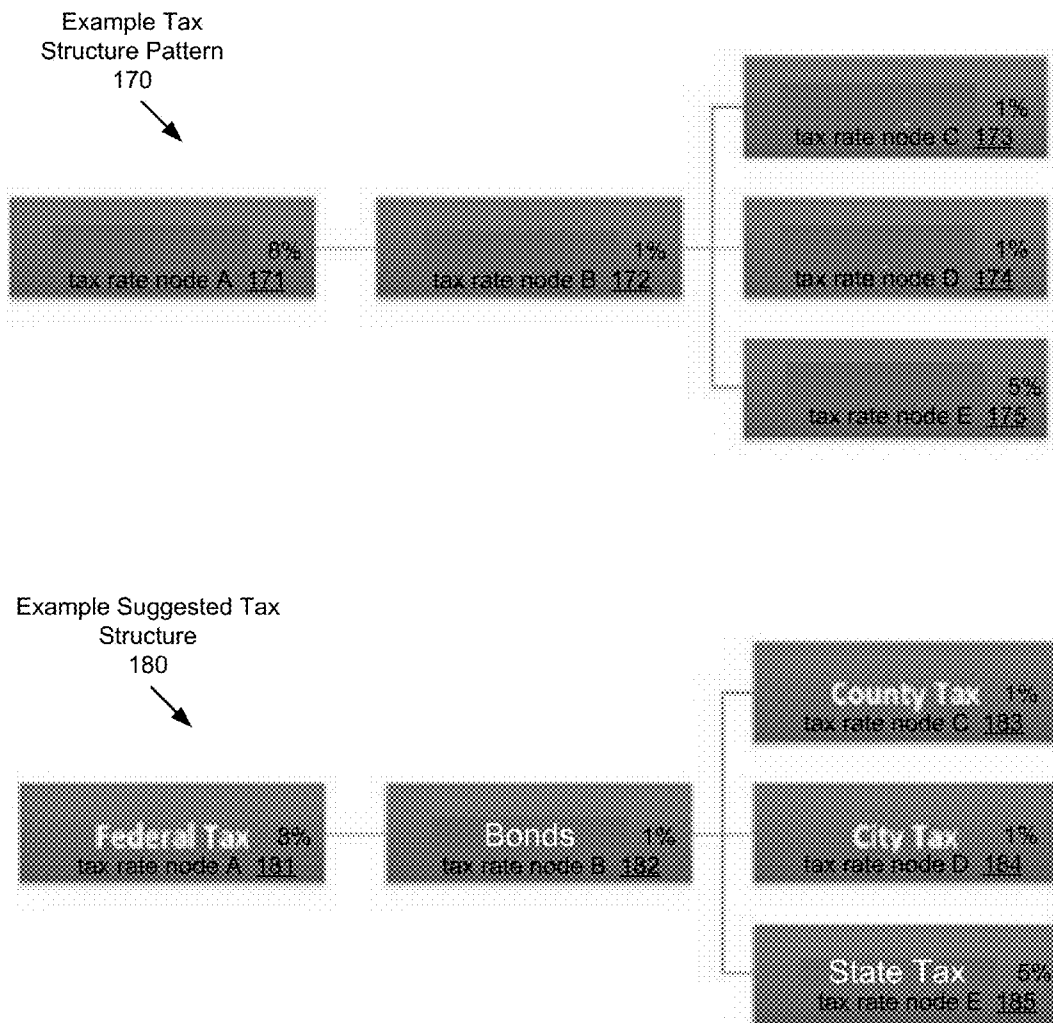 Example Tax
Structure Pattern
170
1%
tax rate node C 173
8%
tax rate node A 171
1%
tax rate node B 172
1%
tax rate node D 174
5%
tax rate node E 175
Example Suggested Tax
Structure
180
County Tax 1%
tax rate node C 183
Federal Tax 8%
tax rate node A 181
Bonds 1%
tax rate node B 182
City Tax 1%
tax rate node D 184
State Tax 5%
tax rate node E 185